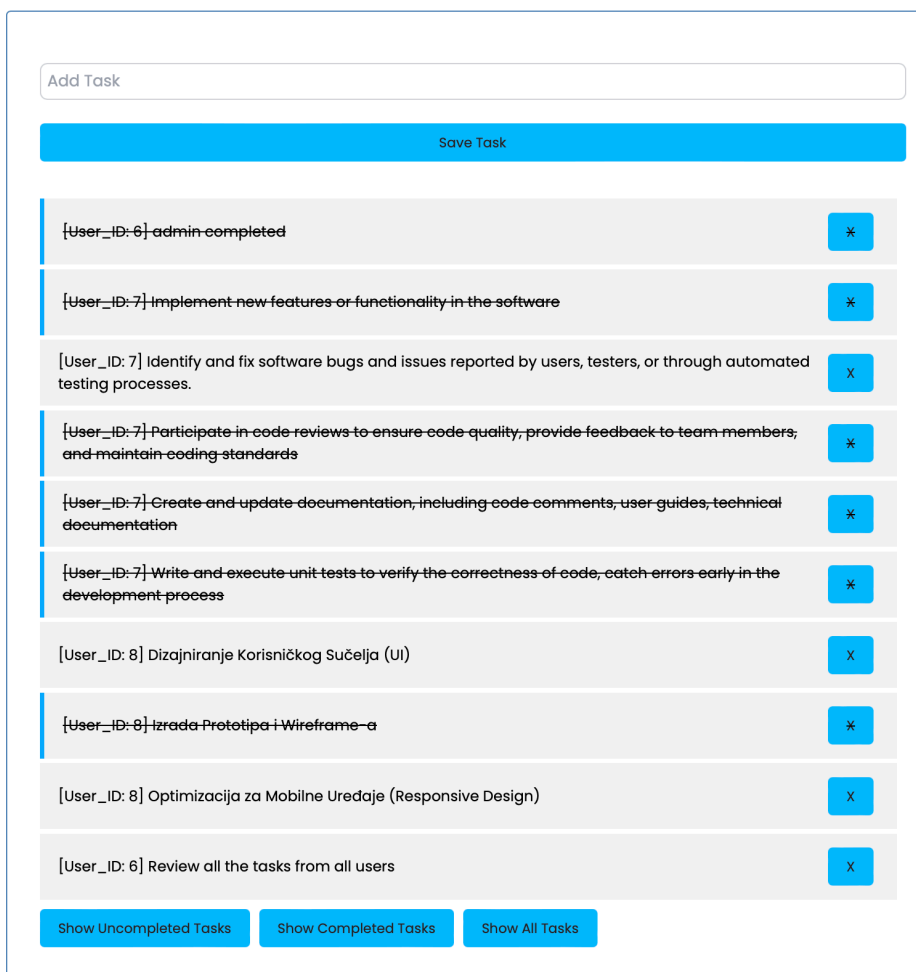 Add Task
Save Task
[User_ID: 6] admin completed
X
[User_ID: 7] Implement new features or functionality in the software
X
[User_ID: 7] Identify and fix software bugs and issues reported by users, testers, or through automated
testing processes.
X
[User_ID: 7] Participate in code reviews to ensure code quality, provide feedback to team members,
and maintain coding standards
X
[User_ID: 7] Create and update documentation, including code comments, user guides, technical
documentation
X
[User_ID: 7] Write and execute unit tests to verify the correctness of code, catch errors early in the
development process
X
[User_ID: 8] Dizajniranje Korisničkog Sučelja (UI)
X
[User_ID: 8] Izrada Prototipa i Wireframe-a
X
[User_ID: 8] Optimizacija za Mobilne Uređaje (Responsive Design)
X
[User_ID: 6] Review all the tasks from all users
X
Show Uncompleted Tasks Show Completed Tasks Show All Tasks